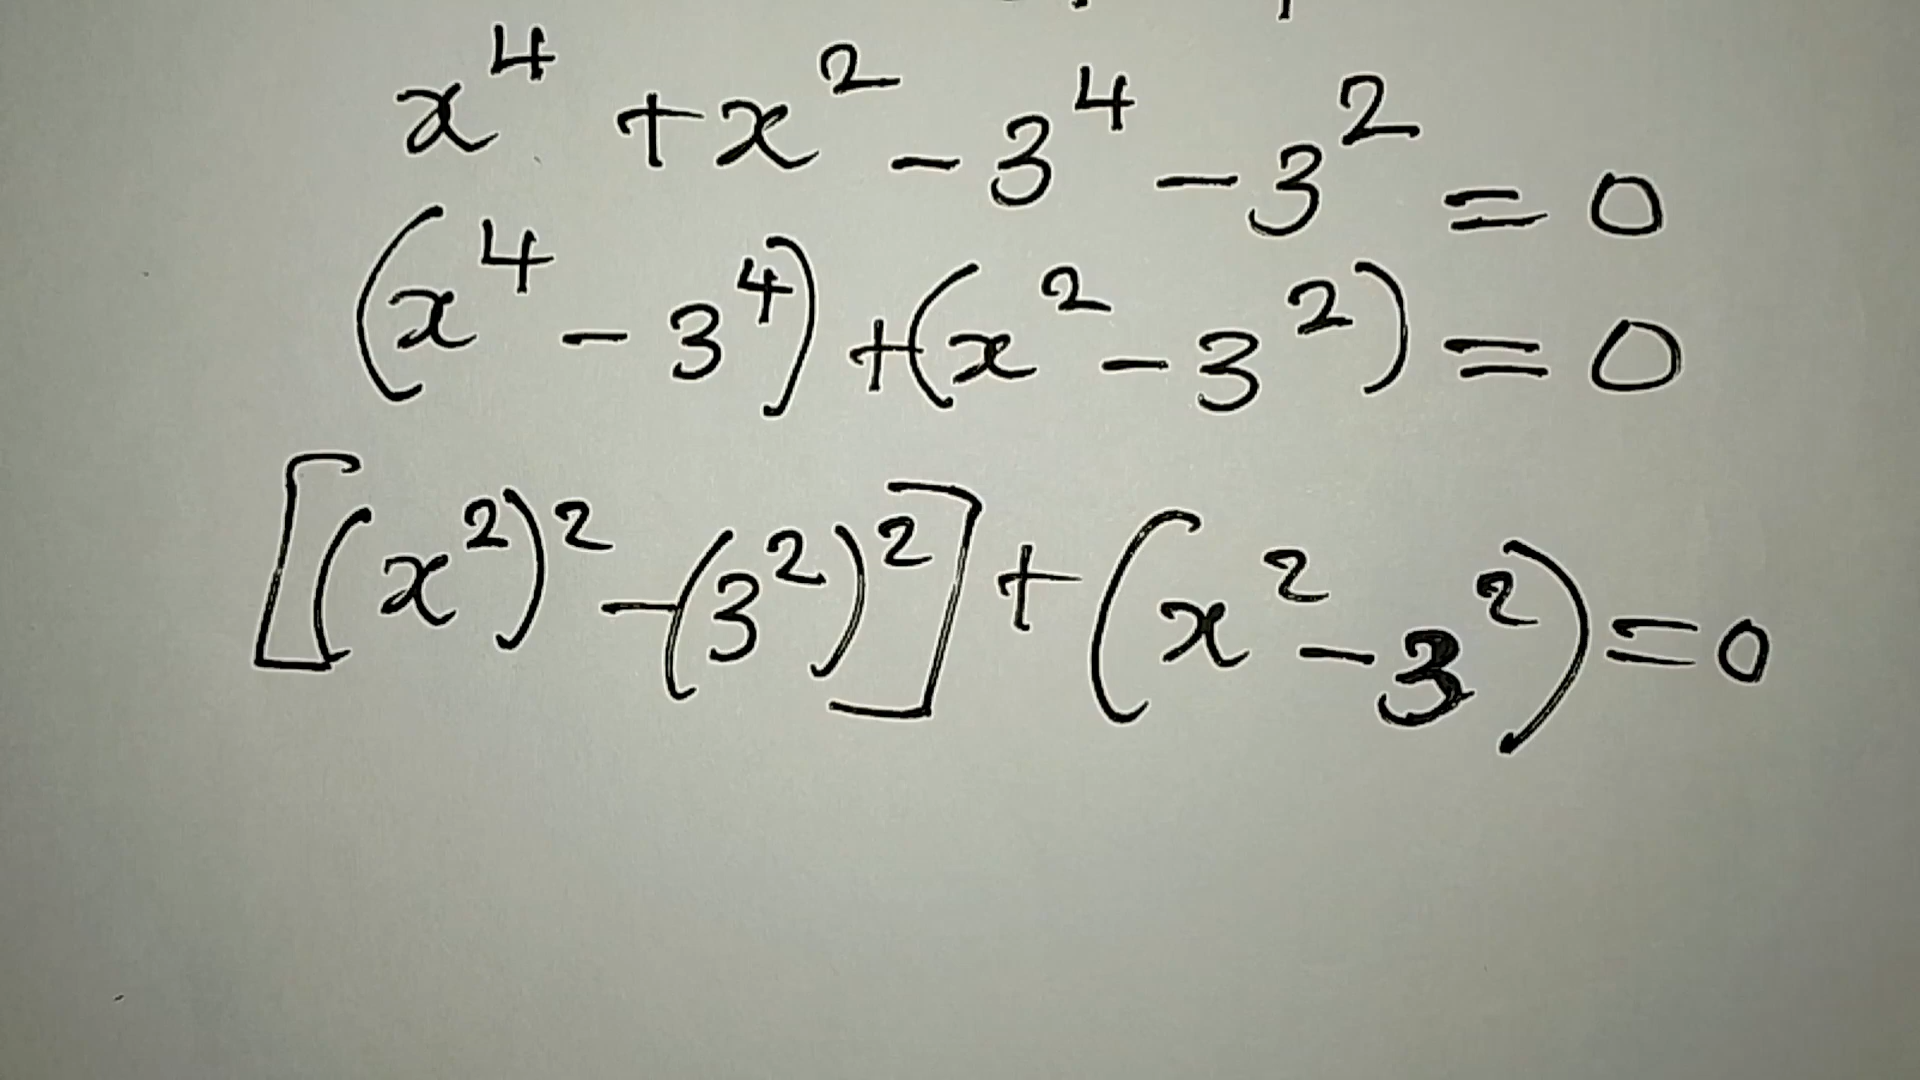 x⁴ + x² - 3⁴ - 3² = 0
(x⁴ - 3⁴) + (x² - 3²) = 0
[(x²)² - (3²)²] + (x² - 3²) = 0